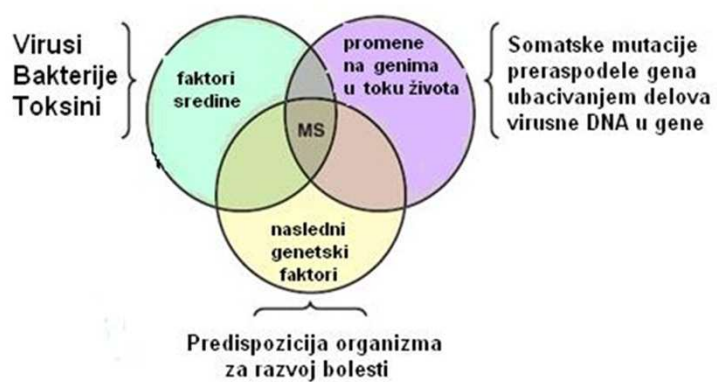 Virusi
Bakterije
Toksini
faktori
sredine
promene
na genima
u toku života
Somatske mutacije
preraspodele gena
ubacivanjem delova
virusne DNA u gene
MS
nasledni
genetski
faktori
Predispozicija organizma
za razvoj bolesti